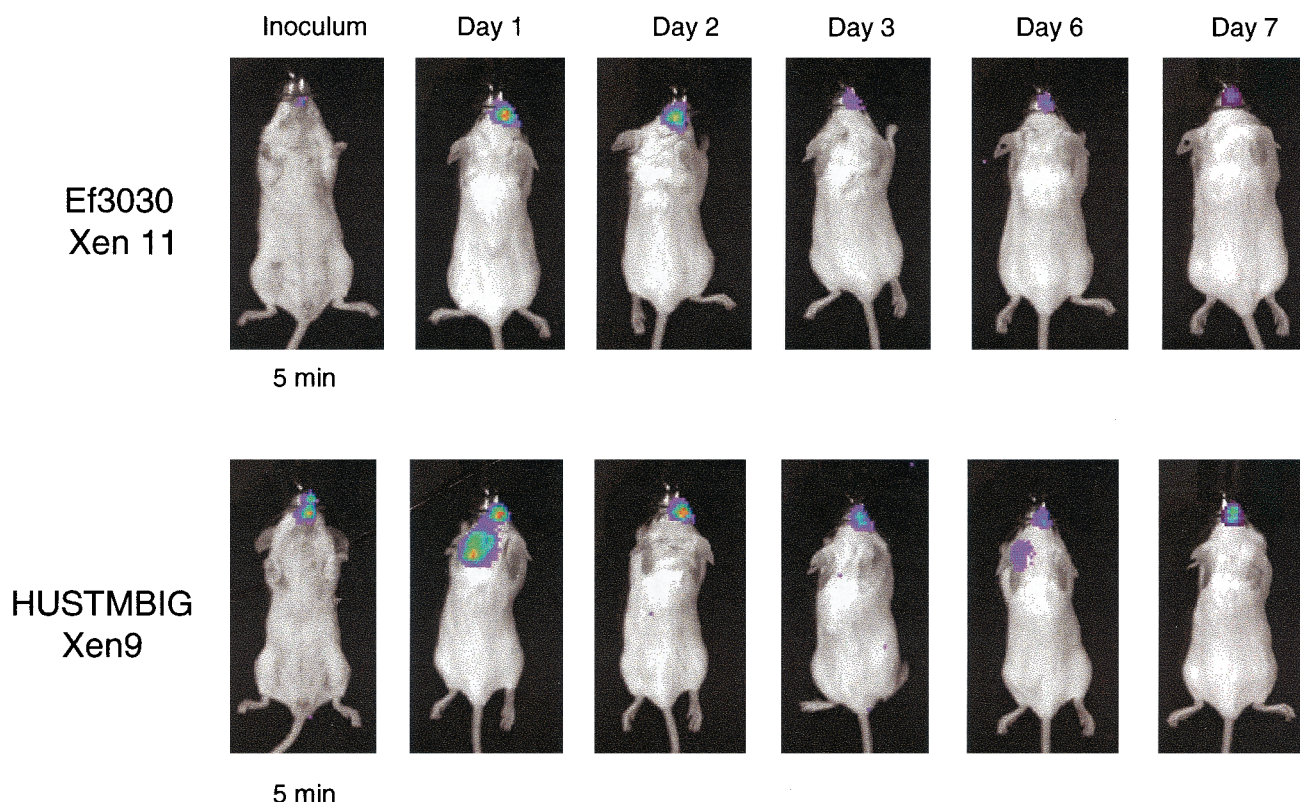 Inoculum Day 1 Day 2 Day 3 Day 6 Day 7
Ef3030
Xen 11
5 min
HUSTMBIG
Xen9
5 min